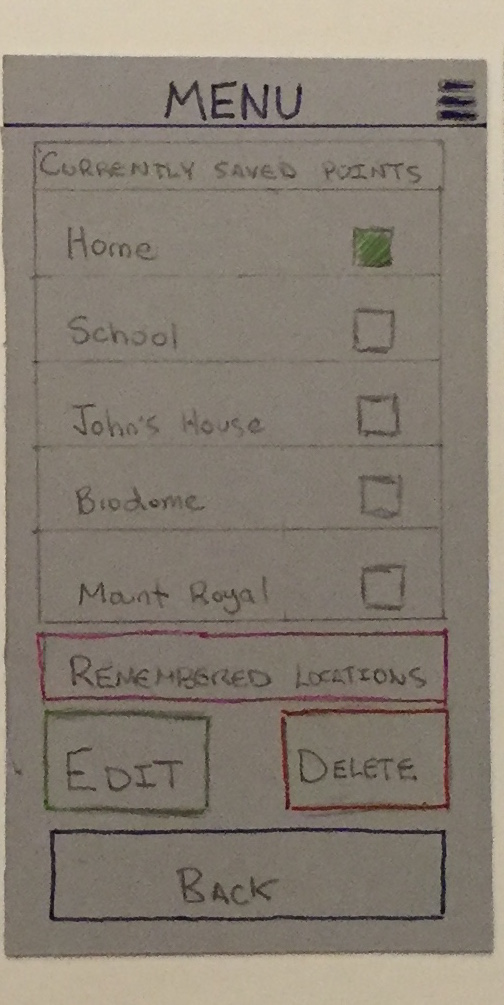 MENU
CURRENTLY SAVED POINTS
Home
School
John's House
Biodome
Mount Royal
REMEMBERED LOCATIONS
EDIT DELETE
BACK